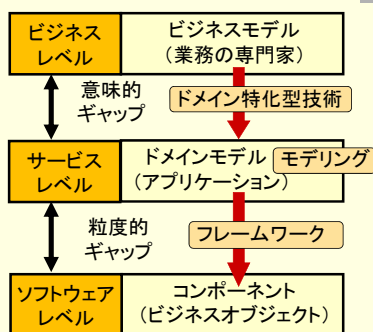 ビジネス
レベル
ビジネスモデル
(業務の専門家)
意味的
ギャップ
ドメイン特化型技術
サービス
レベル
ドメインモデル
(アプリケーション)
モデリング
粒度的
ギャップ
フレームワーク
ソフトウェア
レベル
コンポーネント
(ビジネスオブジェクト)